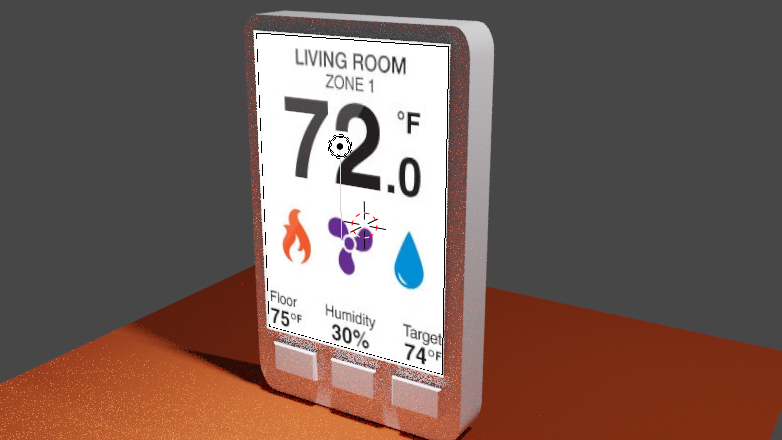 LIVING ROOM
ZONE 1
72.0 °F
Floor Humidity Target
75°F 30% 74°F